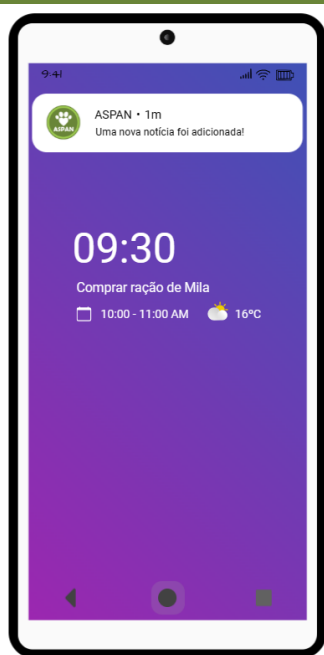 9:41
ASPAN • 1m
ASPAN
Uma nova notícia foi adicionada!
09:30
Comprar ração de Mila
10:00 - 11:00 AM 16ºC